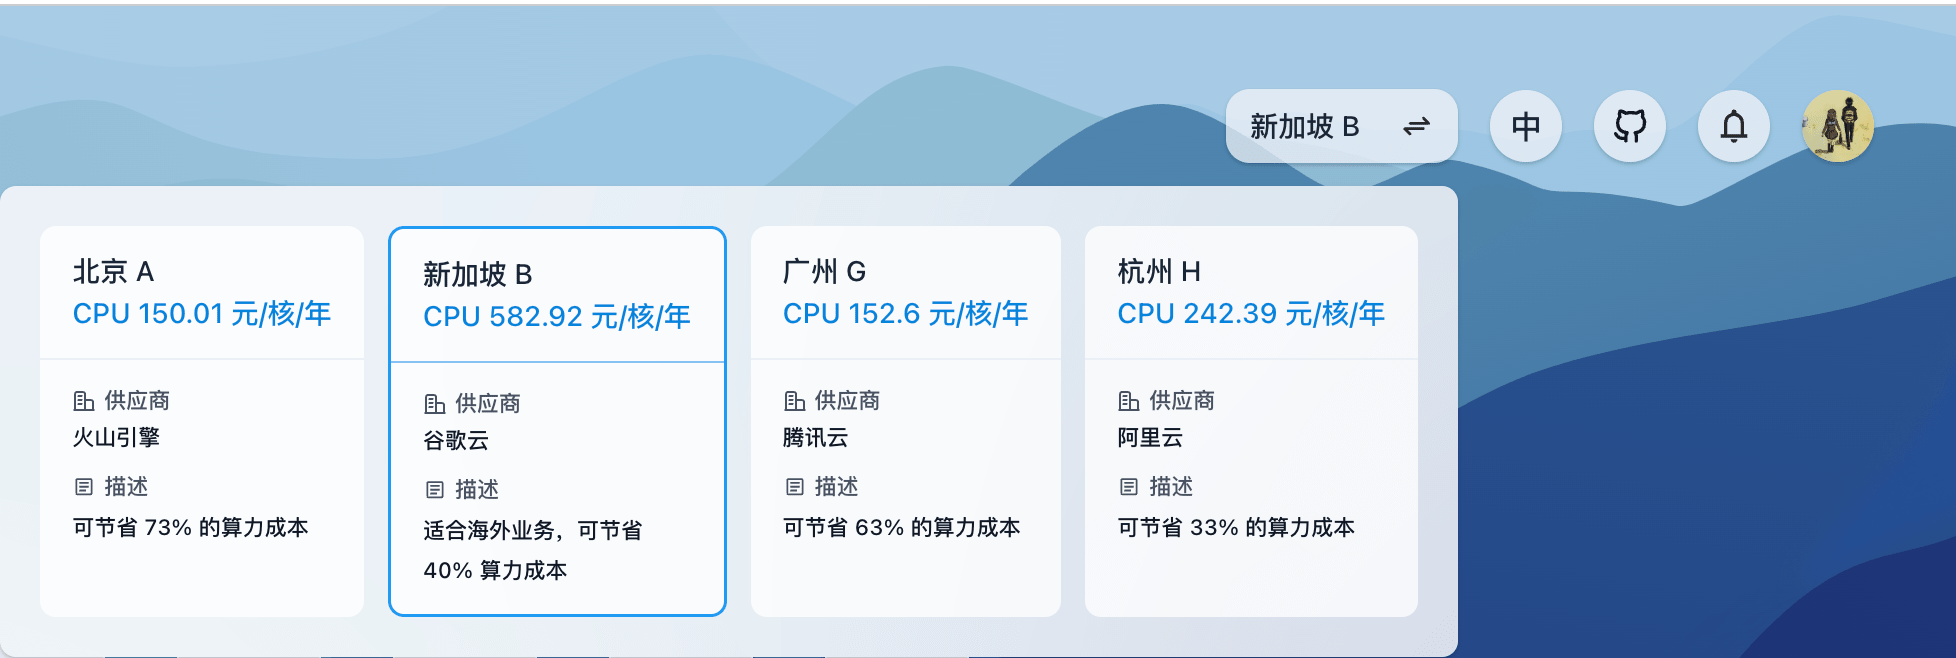 新加坡 B
中
北京 A
CPU 150.01 元/核/年
供应商
火山引擎
描述
可节省 73% 的算力成本
新加坡 B
CPU 582.92 元/核/年
供应商
谷歌云
描述
适合海外业务，可节省
40% 算力成本
广州 G
CPU 152.6 元/核/年
供应商
腾讯云
描述
可节省 63% 的算力成本
杭州 H
CPU 242.39 元/核/年
供应商
阿里云
描述
可节省 33% 的算力成本